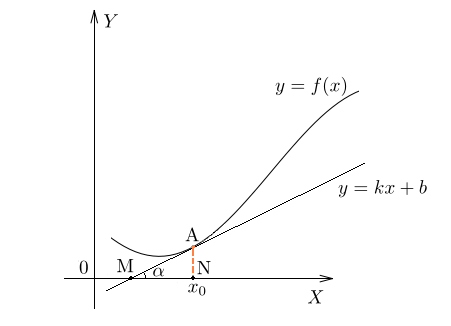 Y
y = f(x)
y = kx + b
A
0
M
α
N
x₀
X